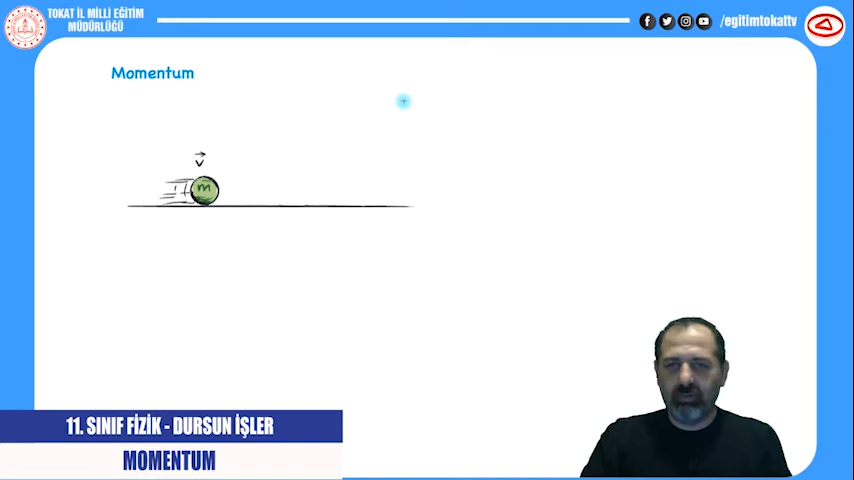 TOKAT İL MİLLİ EĞİTİM
MÜDÜRLÜĞÜ
/egitimtokattv
Momentum
v
m
11. SINIF FİZİK - DURSUN İŞLER
MOMENTUM